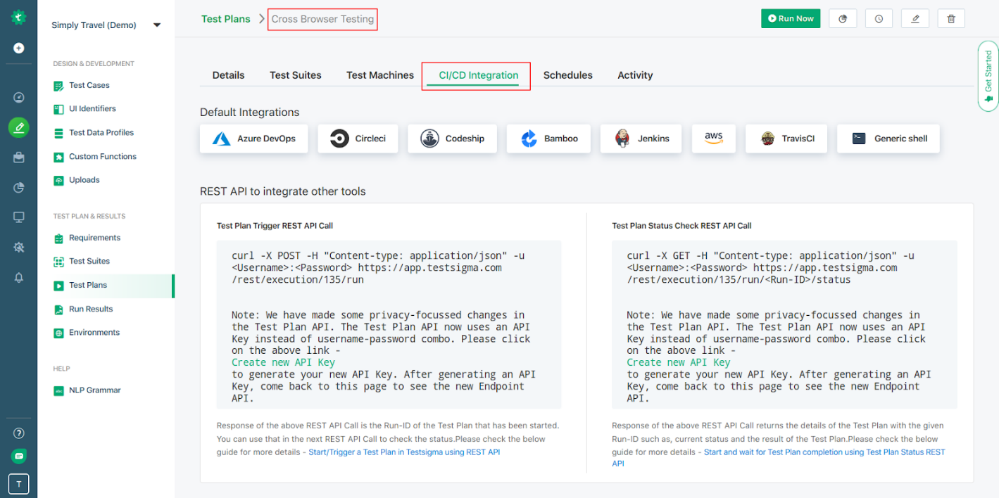 Simply Travel (Demo)
DESIGN & DEVELOPMENT
Test Cases
UI Identifiers
Test Data Profiles
Custom Functions
Uploads
TEST PLAN & RESULTS
Requirements
Test Suites
Test Plans
Run Results
Environments
HELP
NLP Grammar
T
Test Plans
Cross Browser Testing
Run Now
Get Started
Details
Test Suites
Test Machines
CI/CD Integration
Schedules
Activity
Default Integrations
Azure DevOps
Circleci
Codeship
Bamboo
Jenkins
aws
TravisCI
Generic shell
REST API to integrate other tools
Test Plan Trigger REST API Call
curl -X POST -H "Content-type: application/json" -u
<Username>:<Password> https://app.testsigma.com
/rest/execution/135/run
Note: We have made some privacy-focussed changes in
the Test Plan API. The Test Plan API now uses an API
Key instead of username-password combo. Please click
on the above link -
Create new API Key
to generate your new API Key. After generating an API
Key, come back to this page to see the new Endpoint
API.
Response of the above REST API Call is the Run-ID of the Test Plan that has been started.
You can use that in the next REST API Call to check the status.Please check the below
guide for more details - Start/Trigger a Test Plan in Testsigma using REST API
Test Plan Status Check REST API Call
curl -X GET -H "Content-type: application/json" -u
<Username>:<Password> https://app.testsigma.com
/rest/execution/135/run/<Run-ID>/status
Note: We have made some privacy-focussed changes in
the Test Plan API. The Test Plan API now uses an API
Key instead of username-password combo. Please click
on the above link -
Create new API Key
to generate your new API Key. After generating an API
Key, come back to this page to see the new Endpoint
API.
Response of the above REST API Call returns the details of the Test Plan with the given
Run-ID such as, current status and the result of the Test Plan.Please check the below
guide for more details - Start and wait for Test Plan completion using Test Plan Status REST
API